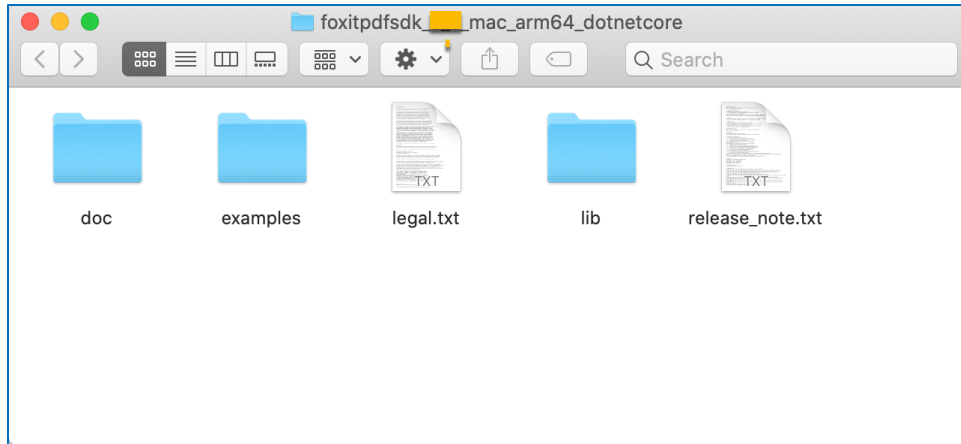 foxitpdfsdk_ _mac_arm64_dotnetcore
Search
TXT
TXT
doc
examples
legal.txt
lib
release_note.txt